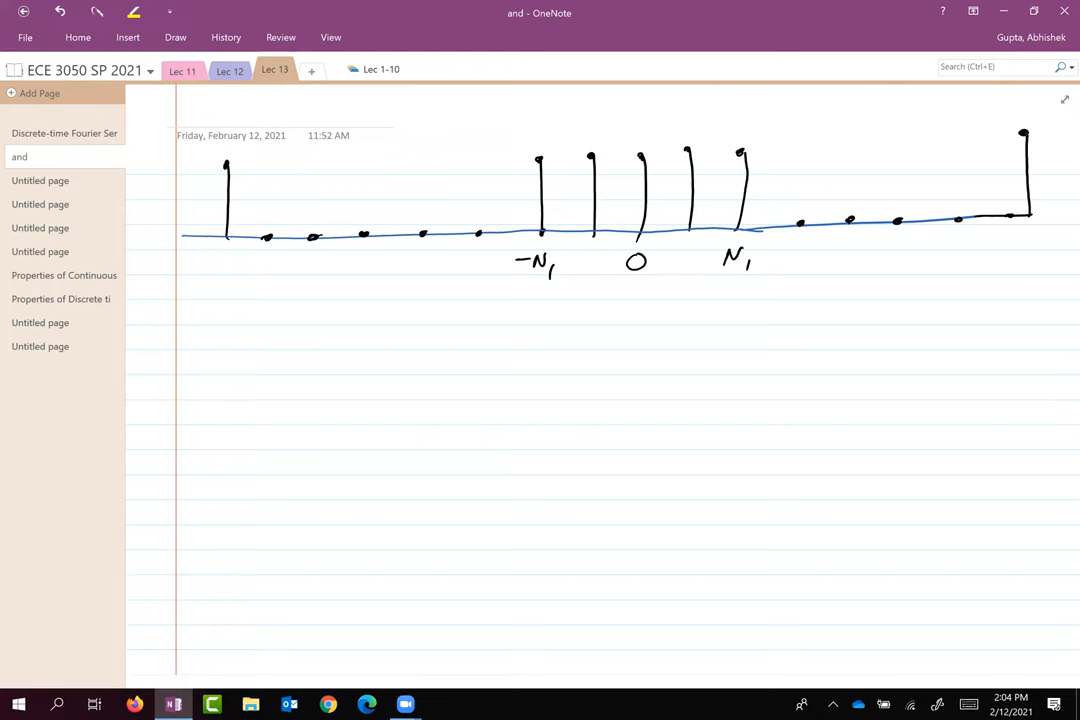 and - OneNote
?
File Home Insert Draw History Review View
Gupta, Abhishek
ECE 3050 SP 2021
Lec 11
Lec 12
Lec 13
+
Lec 1-10
Search (Ctrl+E)
Add Page
Discrete-time Fourier Ser
and
Untitled page
Untitled page
Untitled page
Untitled page
Properties of Continuous
Properties of Discrete ti
Untitled page
Untitled page
Friday, February 12, 2021 11:52 AM
-N₁ 0 N₁
2:04 PM
2/12/2021